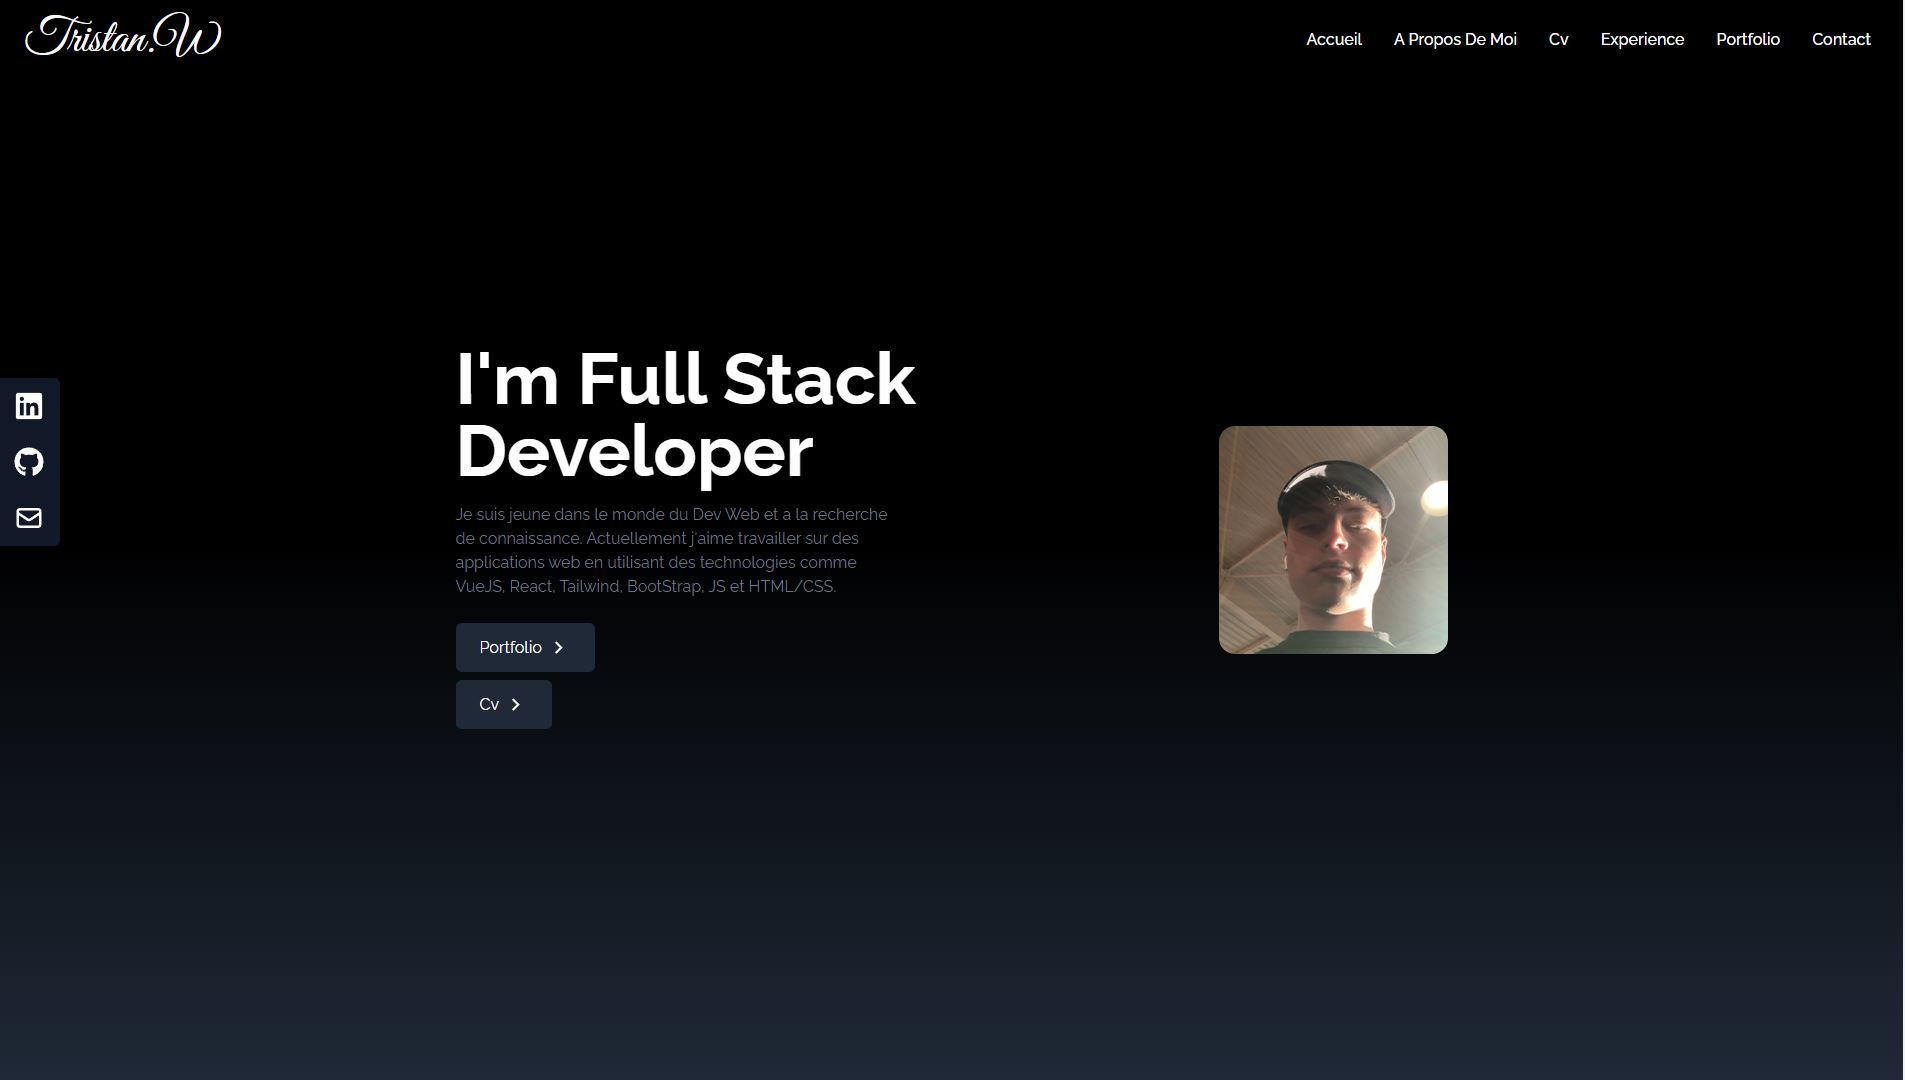 Tristan.W
Accueil
A Propos De Moi
Cv
Experience
Portfolio
Contact
I'm Full Stack
Developer
Je suis jeune dans le monde du Dev Web et a la recherche
de connaissance. Actuellement j'aime travailler sur des
applications web en utilisant des technologies comme
VueJS, React, Tailwind, BootStrap, JS et HTML/CSS.
Portfolio
Cv